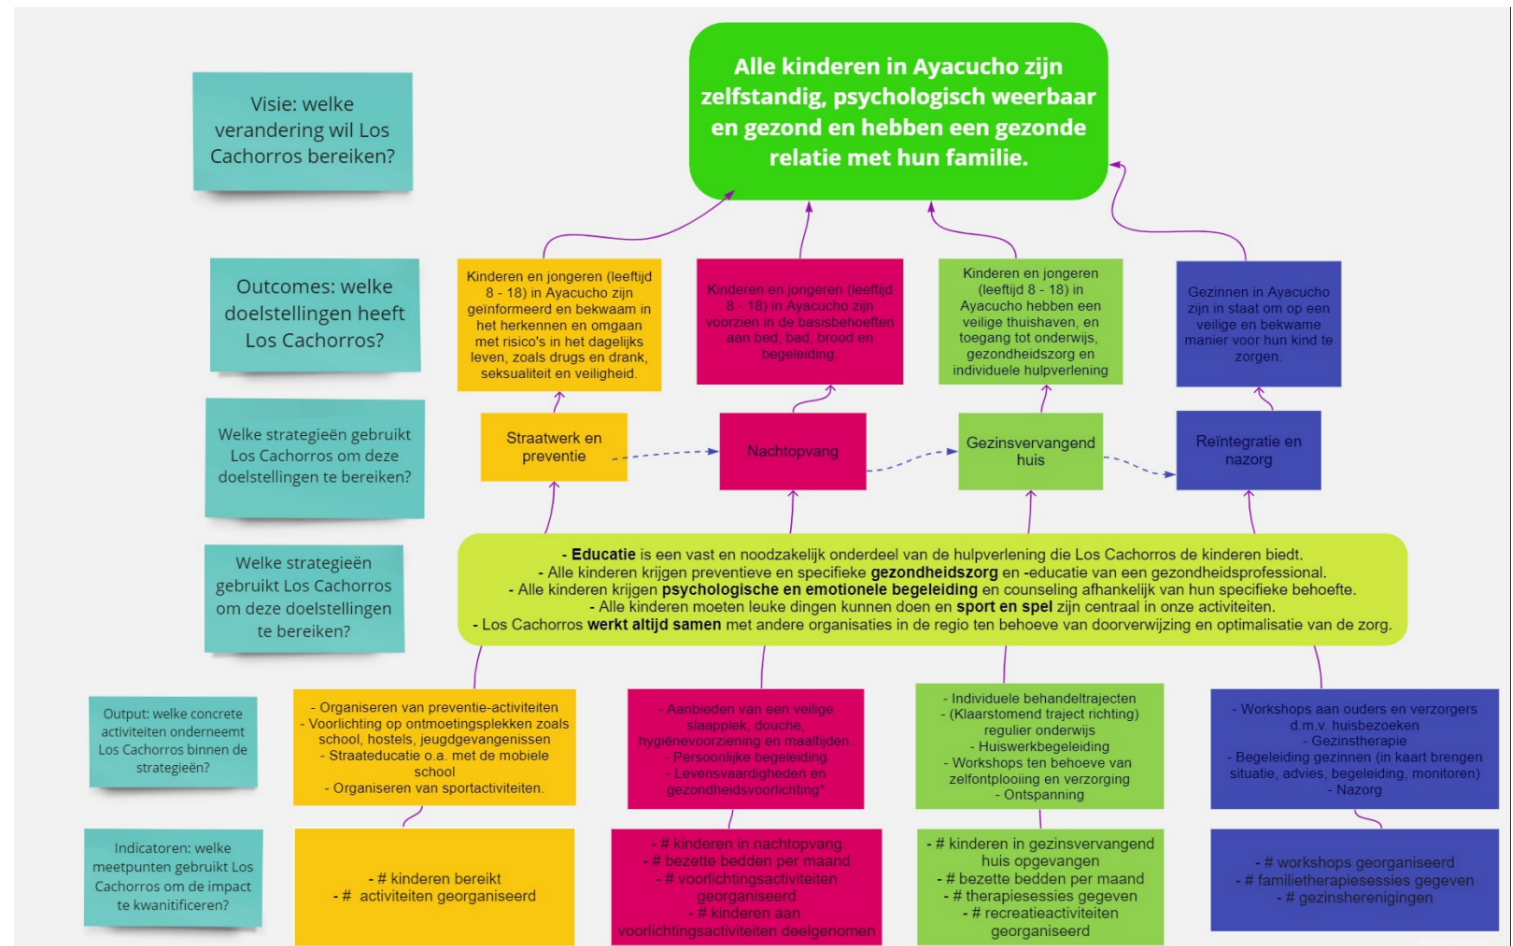 Alle kinderen in Ayacucho zijn
zelfstandig, psychologisch weerbaar
en gezond en hebben een gezonde
relatie met hun familie.
Visie: welke
verandering wil Los
Cachorros bereiken?
Outcomes: welke
doelstellingen heeft
Los Cachorros?
Kinderen en jongeren (leeftijd
8 - 18) in Ayacucho zijn
geïnformeerd en bekwaam in
het herkennen en omgaan
met risico's in het dagelijks
leven, zoals drugs en drank,
seksualiteit en veiligheid.
Kinderen en jongeren (leeftijd
8 - 18) in Ayacucho zijn
voorzien in de basisbehoeften
aan bed, bad, brood en
begeleiding.
Kinderen en jongeren
(leeftijd 8 - 18) in
Ayacucho hebben een
veilige thuishaven, en
toegang tot onderwijs,
gezondheidszorg en
individuele hulpverlening
Gezinnen in Ayacucho
zijn in staat om op een
veilige en bekwame
manier voor hun kind te
zorgen.
Welke strategieën gebruikt
Los Cachorros om deze
doelstellingen te bereiken?
Straatwerk en
preventie
Nachtopvang
Gezinsvervangend
huis
Reïntegratie en
nazorg
Welke strategieën
gebruikt Los Cachorros
om deze doelstellingen
te bereiken?
- Educatie is een vast en noodzakelijk onderdeel van de hulpverlening die Los Cachorros de kinderen biedt.
- Alle kinderen krijgen preventieve en specifieke gezondheidszorg en -educatie van een gezondheidsprofessional.
- Alle kinderen krijgen psychologische en emotionele begeleiding en counseling afhankelijk van hun specifieke behoefte.
- Alle kinderen moeten leuke dingen kunnen doen en sport en spel zijn centraal in onze activiteiten.
- Los Cachorros werkt altijd samen met andere organisaties in de regio ten behoeve van doorverwijzing en optimalisatie van de zorg.
Output: welke concrete
activiteiten onderneemt
Los Cachorros binnen de
strategieën?
- Organiseren van preventie-activiteiten
- Voorlichting op ontmoetingsplekken zoals
school, hostels, jeugdgevangenissen
- Straateducatie o.a. met de mobiele
school
- Organiseren van sportactiviteiten.
- Aanbieden van een veilige
slaapplek, douche,
hygiënevoorziening en maaltijden.
- Persoonlijke begeleiding
- Levensvaardigheden en
gezondheidsvoorlichting*
- Individuele behandeltrajecten
- (Klaarstomend traject richting)
regulier onderwijs
- Huiswerkbegeleiding
- Workshops ten behoeve van
zelfontplooiing en verzorging
- Ontspanning
- Workshops aan ouders en verzorgers
d.m.v. huisbezoeken
- Gezinstherapie
- Begeleiding gezinnen (in kaart brengen
situatie, advies, begeleiding, monitoren)
- Nazorg
Indicatoren: welke
meetpunten gebruikt Los
Cachorros om de impact
te kwanitificeren?
- # kinderen bereikt
- # activiteiten georganiseerd
- # kinderen in nachtopvang
- # bezette bedden per maand
- # voorlichtingsactiviteiten
georganiseerd
- # kinderen aan
voorlichtingsactiviteiten deelgenomen
- # kinderen in gezinsvervangend
huis opgevangen
- # bezette bedden per maand
- # therapiesessies gegeven
- # recreatieactiviteiten
georganiseerd
- # workshops georganiseerd
- # familietherapiesessies gegeven
- # gezinsherenigingen